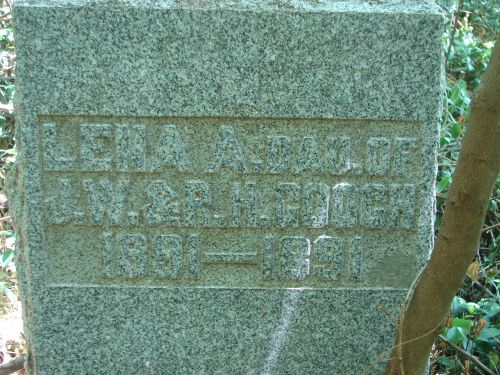 LENA A. DAU. OF
J.W. & R.H. GOOCH
1891 — 1891